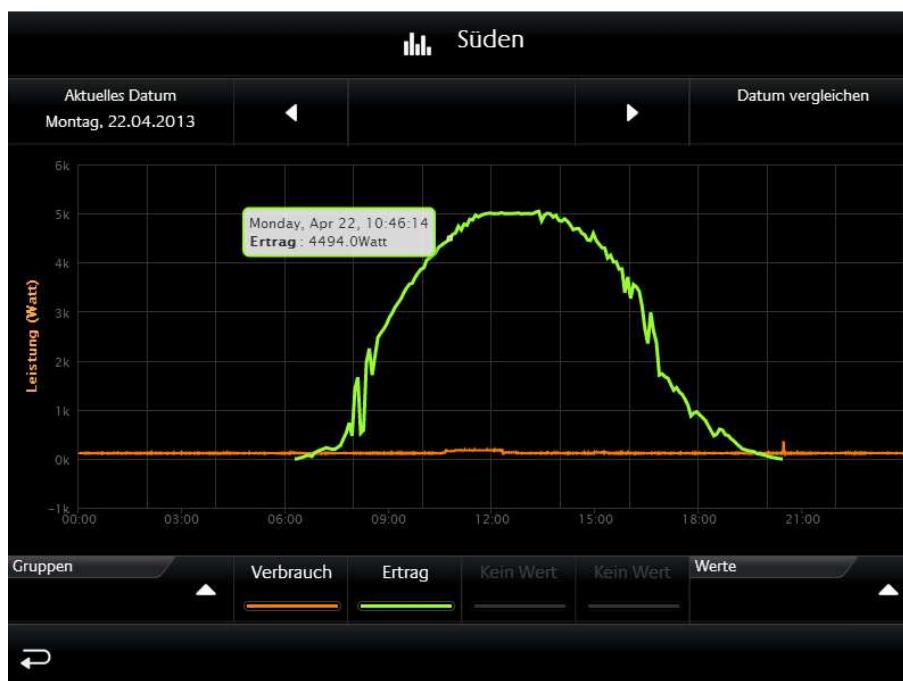 Süden
Aktuelles Datum
Montag, 22.04.2013
Datum vergleichen
6k
5k
4k
3k
2k
1k
0k
-1k
Leistung (Watt)
Monday, Apr 22, 10:46:14
Ertrag : 4494.0Watt
00:00 03:00 06:00 09:00 12:00 15:00 18:00 21:00
Gruppen
Verbrauch
Ertrag
Kein Wert
Kein Wert
Werte